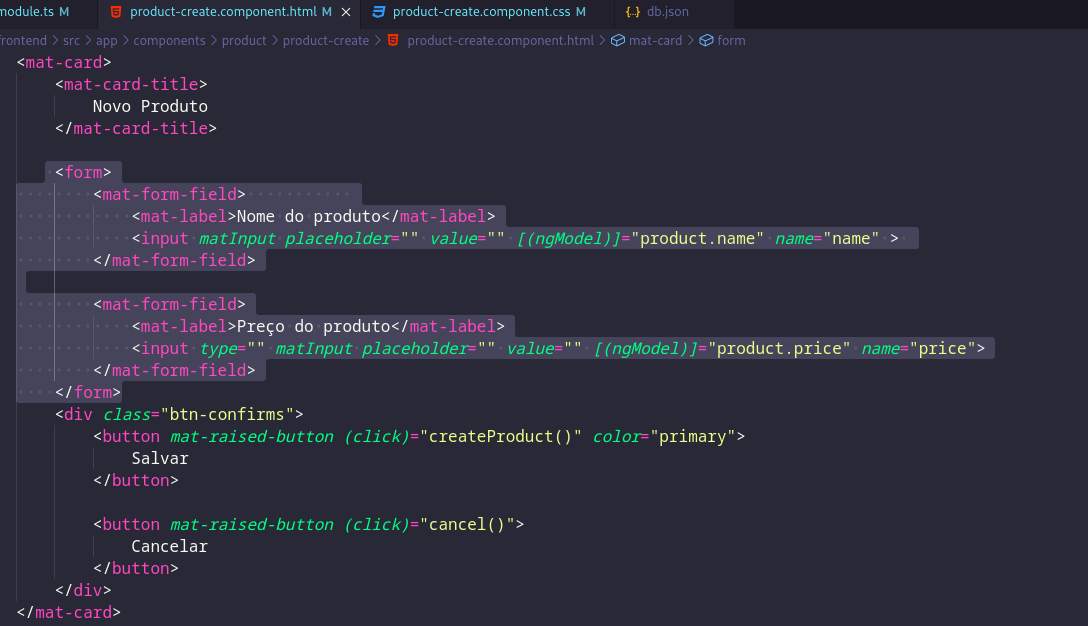 module.ts M product-create.component.html M × product-create.component.css M {..} db.json
rontend > src > app > components > product > product-create > product-create.component.html > mat-card > form
<mat-card>
<mat-card-title>
Novo Produto
</mat-card-title>
<form>
<mat-form-field>
<mat-label>Nome do produto</mat-label>
<input matInput placeholder="" value="" [(ngModel)]="product.name" name="name" >
</mat-form-field>
<mat-form-field>
<mat-label>Preço do produto</mat-label>
<input type="" matInput placeholder="" value="" [(ngModel)]="product.price" name="price">
</mat-form-field>
</form>
<div class="btn-confirms">
<button mat-raised-button (click)="createProduct()" color="primary">
Salvar
</button>
<button mat-raised-button (click)="cancel()">
Cancelar
</button>
</div>
</mat-card>